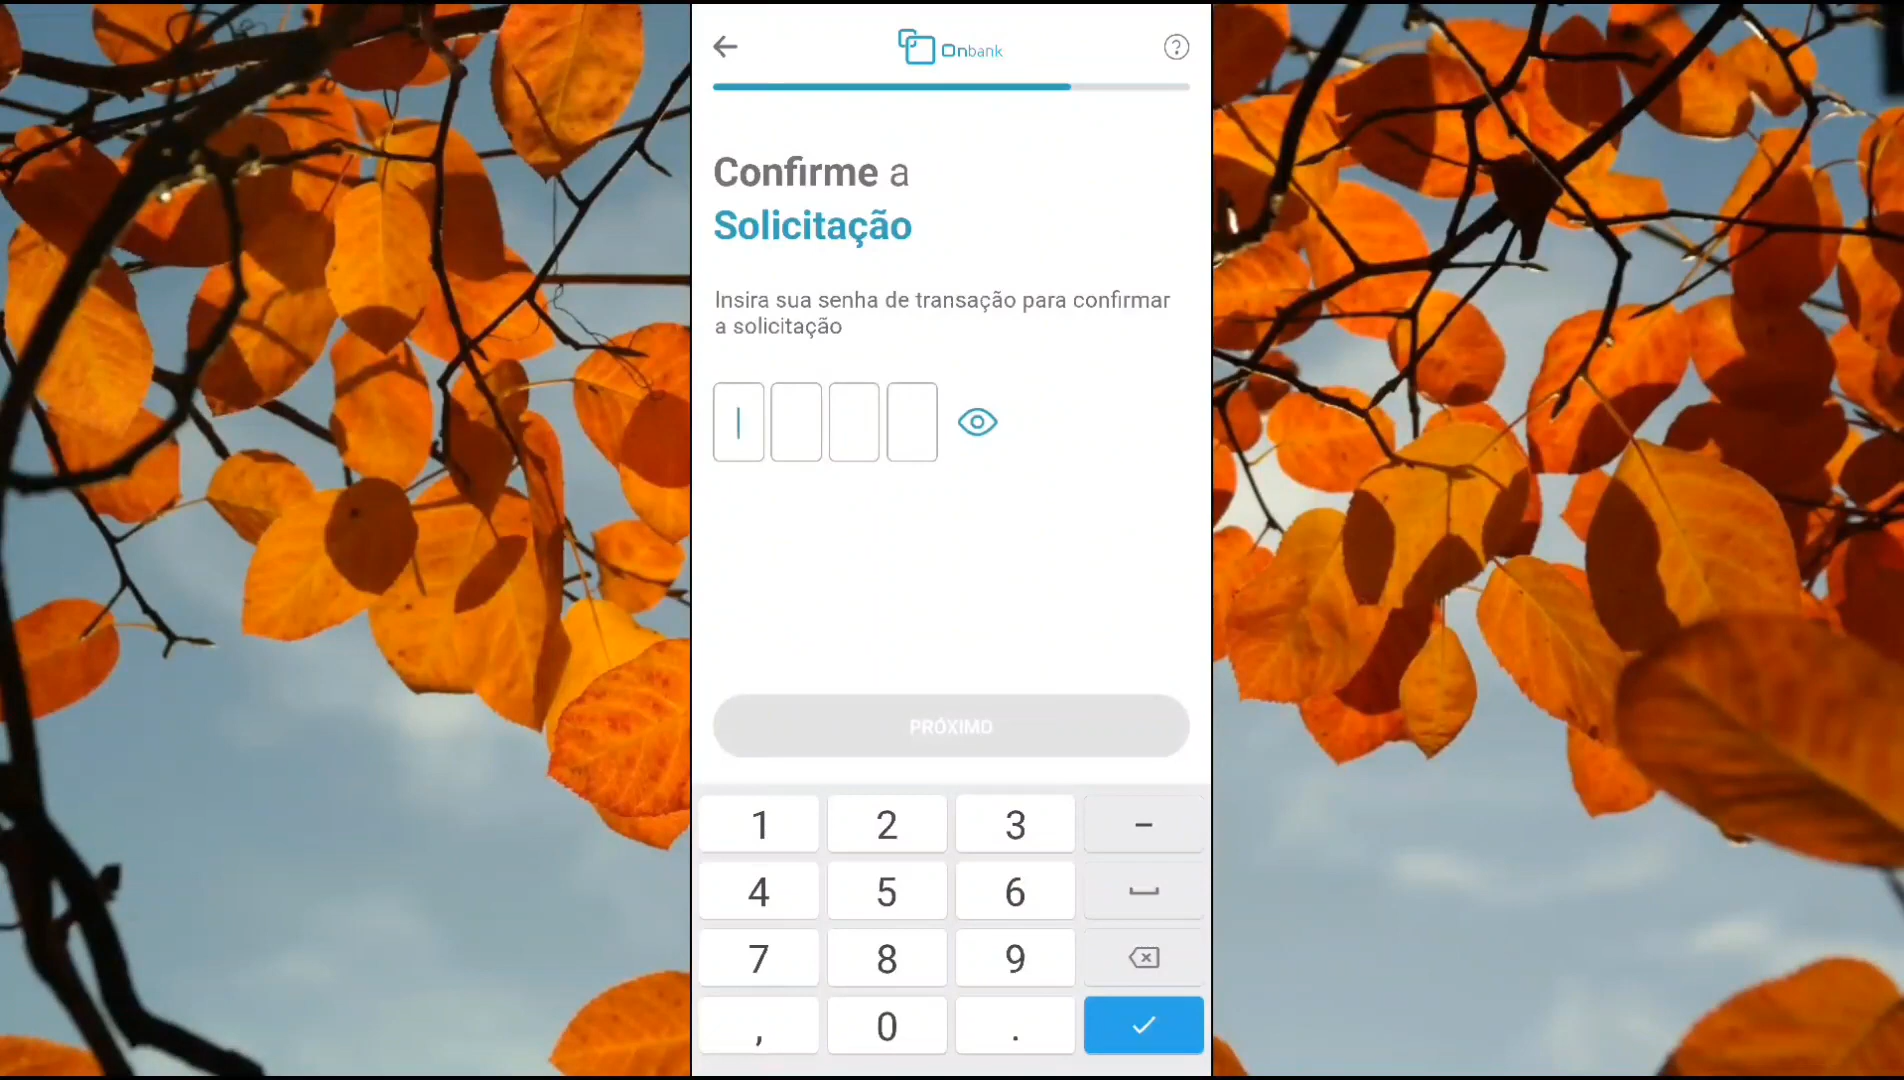 Onbank
Confirme a
Solicitação
Insira sua senha de transação para confirmar
a solicitação
PRÓXIMO
1 2 3 -
4 5 6
7 8 9
, 0 .